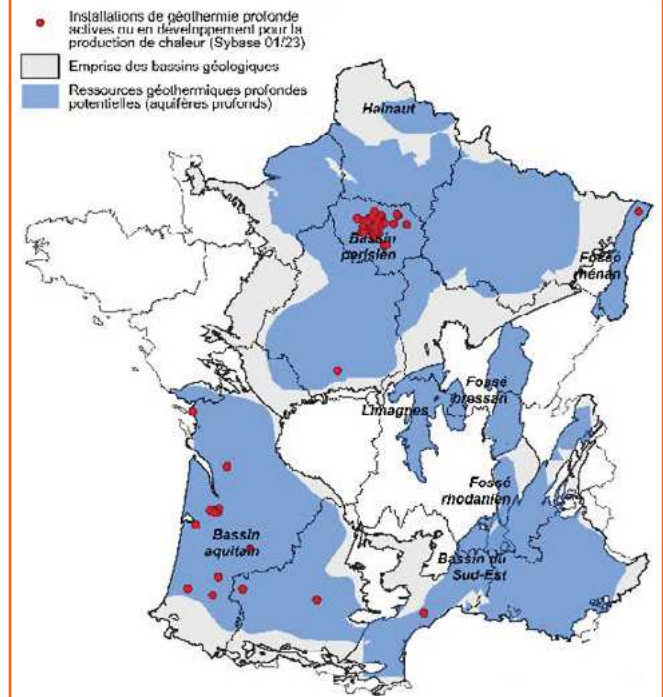 Installations de géothermie profonde
actives ou en développement pour la
production de chaleur (Sybase 01/23)
Emprise des bassins géologiques
Ressources géothermiques profondes
potentielles (aquifères profonds)
Hainaut
Bassin
parisien
Fossé
rhénan
Fossé
bressan
Limagnes
Fossé
rhodanien
Bassin
aquitain
Bassin du
Sud-Est